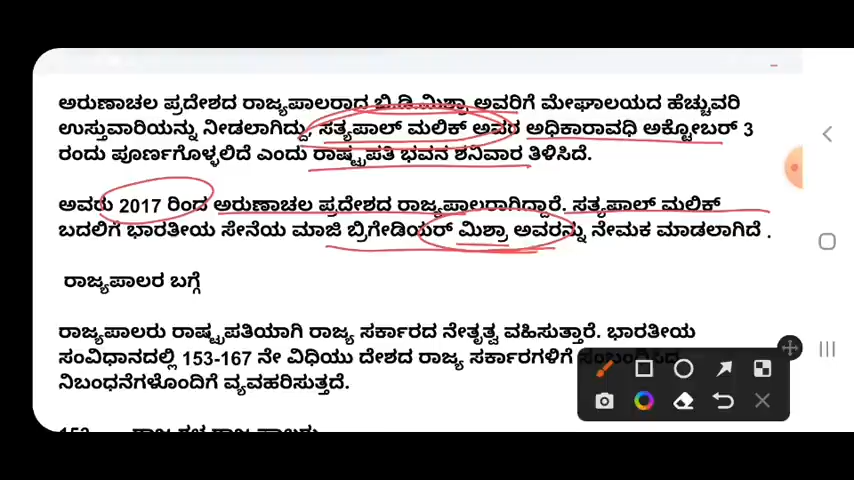 ಅರುಣಾಚಲ ಪ್ರದೇಶದ ರಾಜ್ಯಪಾಲರಾದ ಬಿ.ಡಿ.ಮಿಶ್ರಾ ಅವರಿಗೆ ಮೇಘಾಲಯದ ಹೆಚ್ಚುವರಿ
ಉಸ್ತುವಾರಿಯನ್ನು ನೀಡಲಾಗಿದ್ದು, ಸತ್ಯಪಾಲ್ ಮಲಿಕ್ ಅವರ ಅಧಿಕಾರಾವಧಿ ಅಕ್ಟೋಬರ್ 3
ರಂದು ಪೂರ್ಣಗೊಳ್ಳಲಿದೆ ಎಂದು ರಾಷ್ಟ್ರಪತಿ ಭವನ ಶನಿವಾರ ತಿಳಿಸಿದೆ.
ಅವರು 2017 ರಿಂದ ಅರುಣಾಚಲ ಪ್ರದೇಶದ ರಾಜ್ಯಪಾಲರಾಗಿದ್ದಾರೆ. ಸತ್ಯಪಾಲ್ ಮಲಿಕ್
ಬದಲಿಗೆ ಭಾರತೀಯ ಸೇನೆಯ ಮಾಜಿ ಬ್ರಿಗೇಡಿಯರ್ ಮಿಶ್ರಾ ಅವರನ್ನು ನೇಮಕ ಮಾಡಲಾಗಿದೆ .
ರಾಜ್ಯಪಾಲರ ಬಗ್ಗೆ
ರಾಜ್ಯಪಾಲರು ರಾಷ್ಟ್ರಪತಿಯಾಗಿ ರಾಜ್ಯ ಸರ್ಕಾರದ ನೇತೃತ್ವ ವಹಿಸುತ್ತಾರೆ. ಭಾರತೀಯ
ಸಂವಿಧಾನದಲ್ಲಿ 153-167 ನೇ ವಿಧಿಯು ದೇಶದ ರಾಜ್ಯ ಸರ್ಕಾರಗಳಿಗೆ ಸಂಬಂಧಿಸಿದ
ನಿಬಂಧನೆಗಳೊಂದಿಗೆ ವ್ಯವಹರಿಸುತ್ತದೆ.